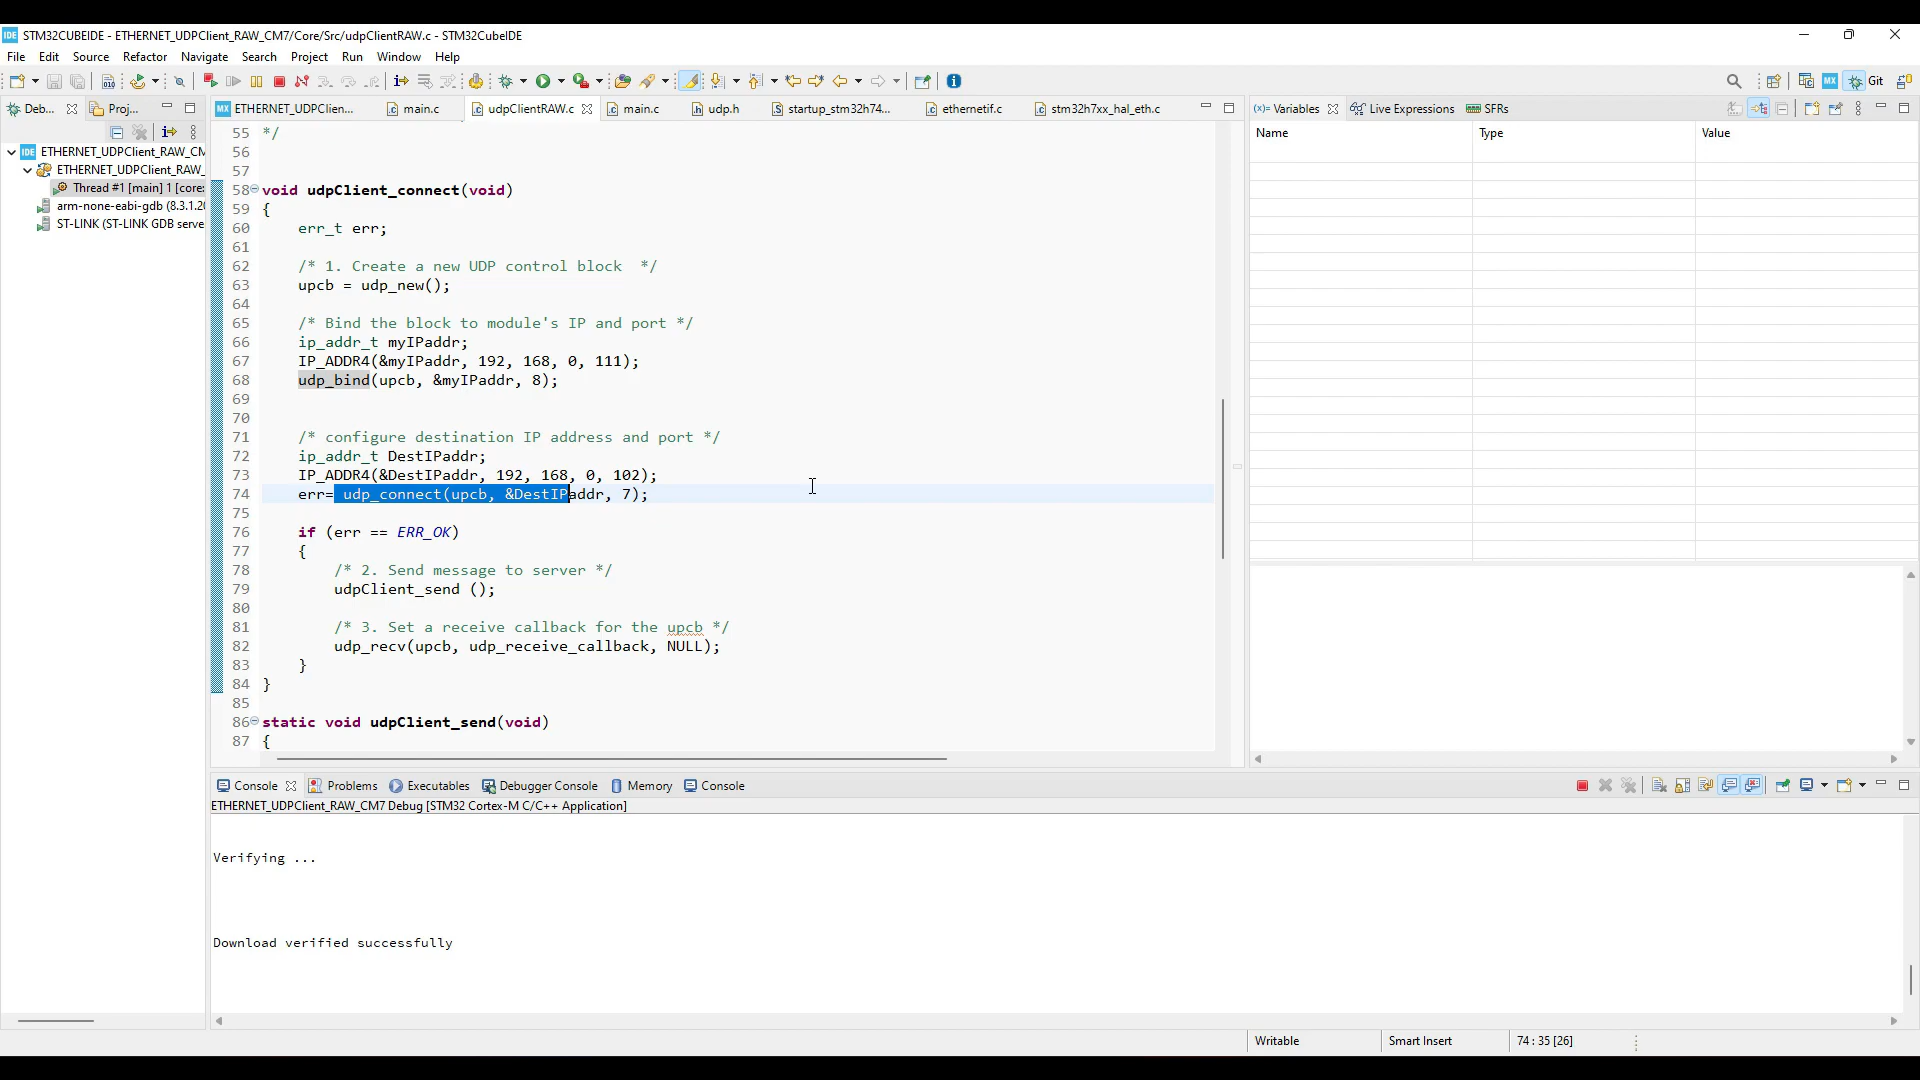 STM32CUBEIDE - ETHERNET_UDPClient_RAW_CM7/Core/Src/udpClientRAW.c - STM32CubeIDE
File Edit Source Refactor Navigate Search Project Run Window Help
Git
Deb... Proj...
ETHERNET_UDPClien... main.c udpClientRAW.c main.c udp.h startup_stm32h74... ethernetif.c stm32h7xx_hal_eth.c
(x)= Variables Live Expressions SFRs
IDE ETHERNET_UDPClient_RAW_CM
ETHERNET_UDPClient_RAW_
Thread #1 [main] 1 [core:
arm-none-eabi-gdb (8.3.1.20
ST-LINK (ST-LINK GDB serve
55 */
56
57
58 void udpClient_connect(void)
59 {
60 err_t err;
61
62 /* 1. Create a new UDP control block */
63 upcb = udp_new();
64
65 /* Bind the block to module's IP and port */
66 ip_addr_t myIPaddr;
67 IP_ADDR4(&myIPaddr, 192, 168, 0, 111);
68 udp_bind(upcb, &myIPaddr, 8);
69
70
71 /* configure destination IP address and port */
72 ip_addr_t DestIPaddr;
73 IP_ADDR4(&DestIPaddr, 192, 168, 0, 102);
74 err= udp_connect(upcb, &DestIPaddr, 7);
75
76 if (err == ERR_OK)
77 {
78 /* 2. Send message to server */
79 udpClient_send ();
80
81 /* 3. Set a receive callback for the upcb */
82 udp_recv(upcb, udp_receive_callback, NULL);
83 }
84 }
85
86 static void udpClient_send(void)
87 {
Name Type Value
Console Problems Executables Debugger Console Memory Console
ETHERNET_UDPClient_RAW_CM7 Debug [STM32 Cortex-M C/C++ Application]
Verifying ...
Download verified successfully
Writable Smart Insert 74 : 35 [26]